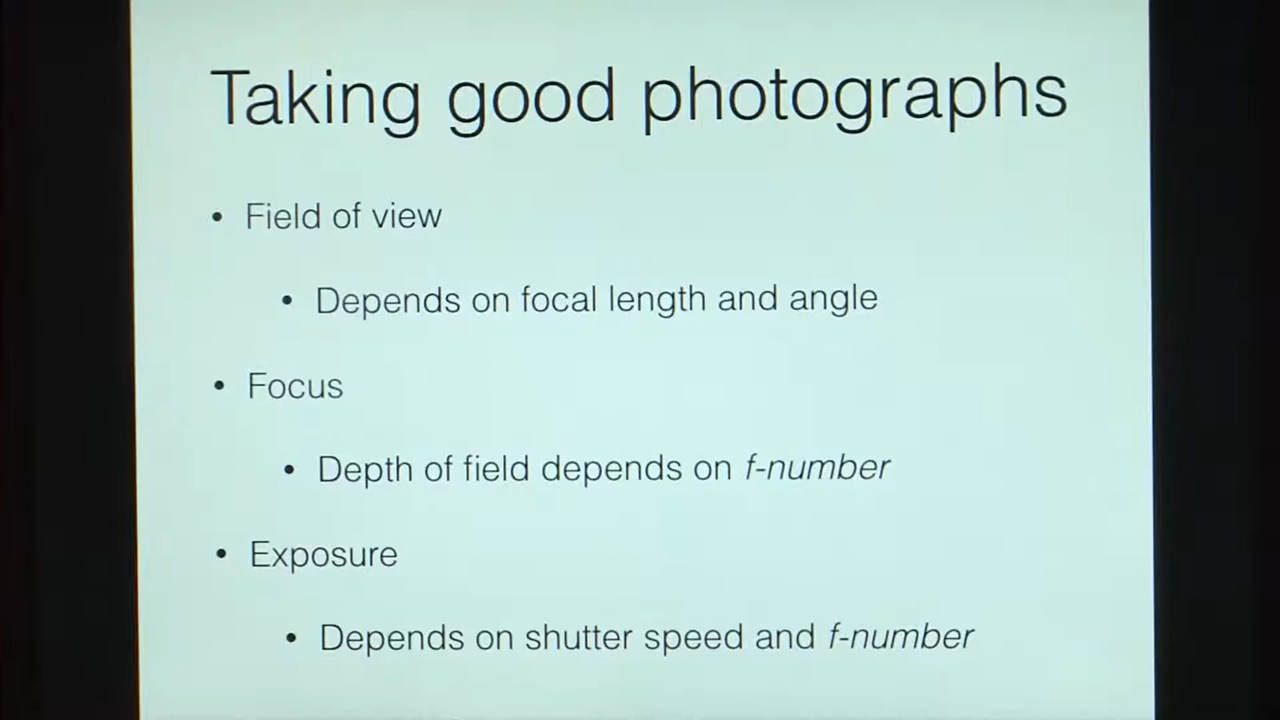 Taking good photographs
• Field of view
• Depends on focal length and angle
• Focus
• Depth of field depends on f-number
• Exposure
• Depends on shutter speed and f-number